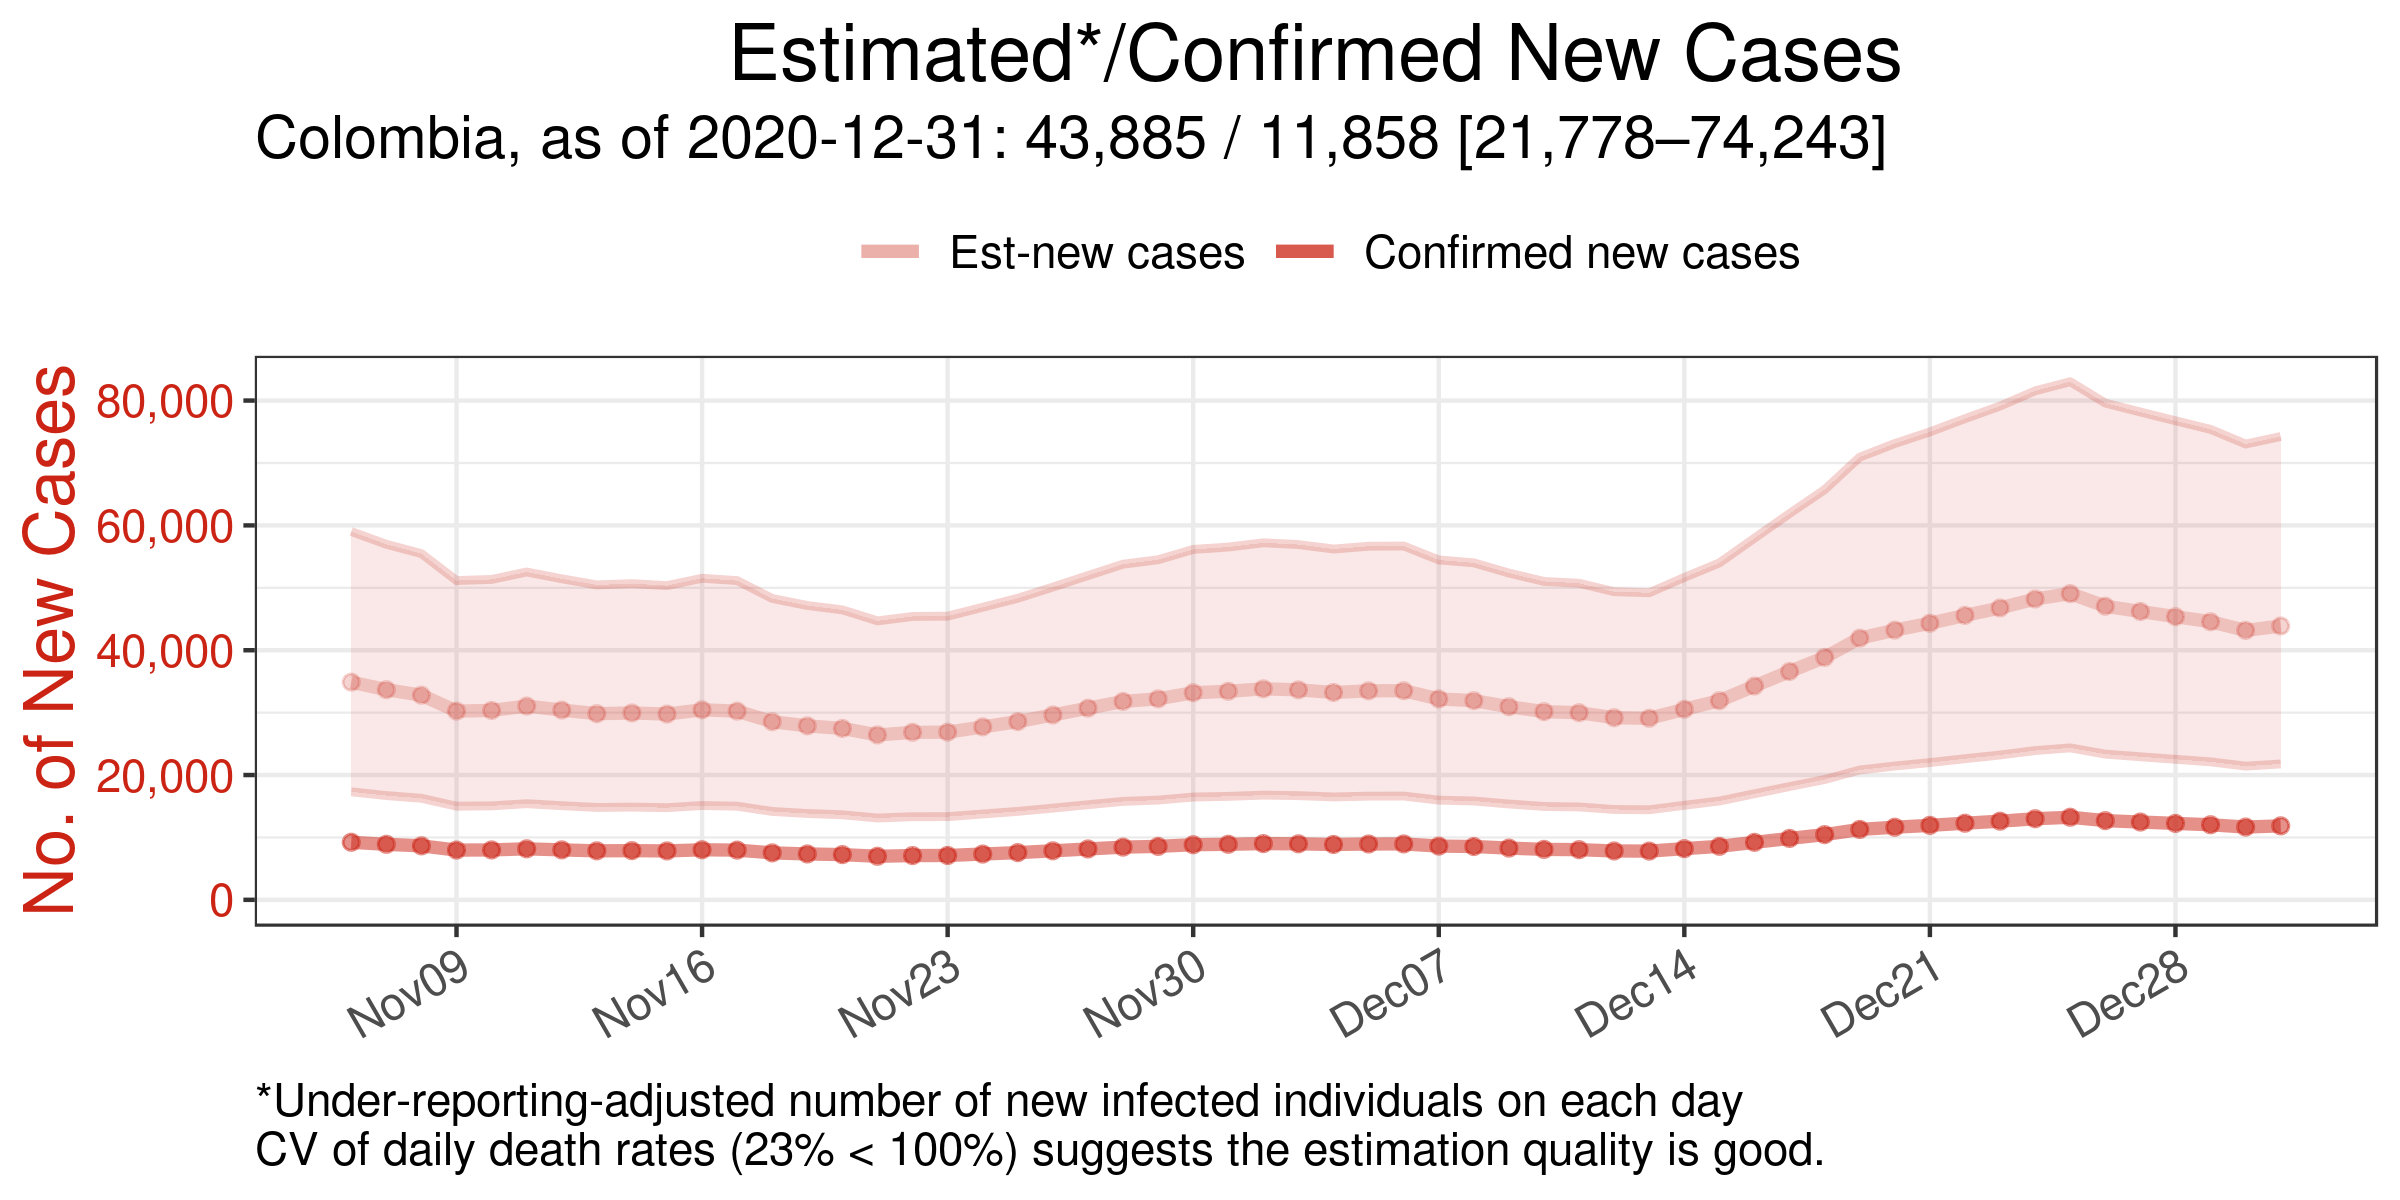 Estimated*/Confirmed New Cases
Colombia, as of 2020-12-31: 43,885 / 11,858 [21,778–74,243]
Est-new cases Confirmed new cases
No. of New Cases
80,000
60,000
40,000
20,000
0
Nov09 Nov16 Nov23 Nov30 Dec07 Dec14 Dec21 Dec28
*Under-reporting-adjusted number of new infected individuals on each day
CV of daily death rates (23% < 100%) suggests the estimation quality is good.